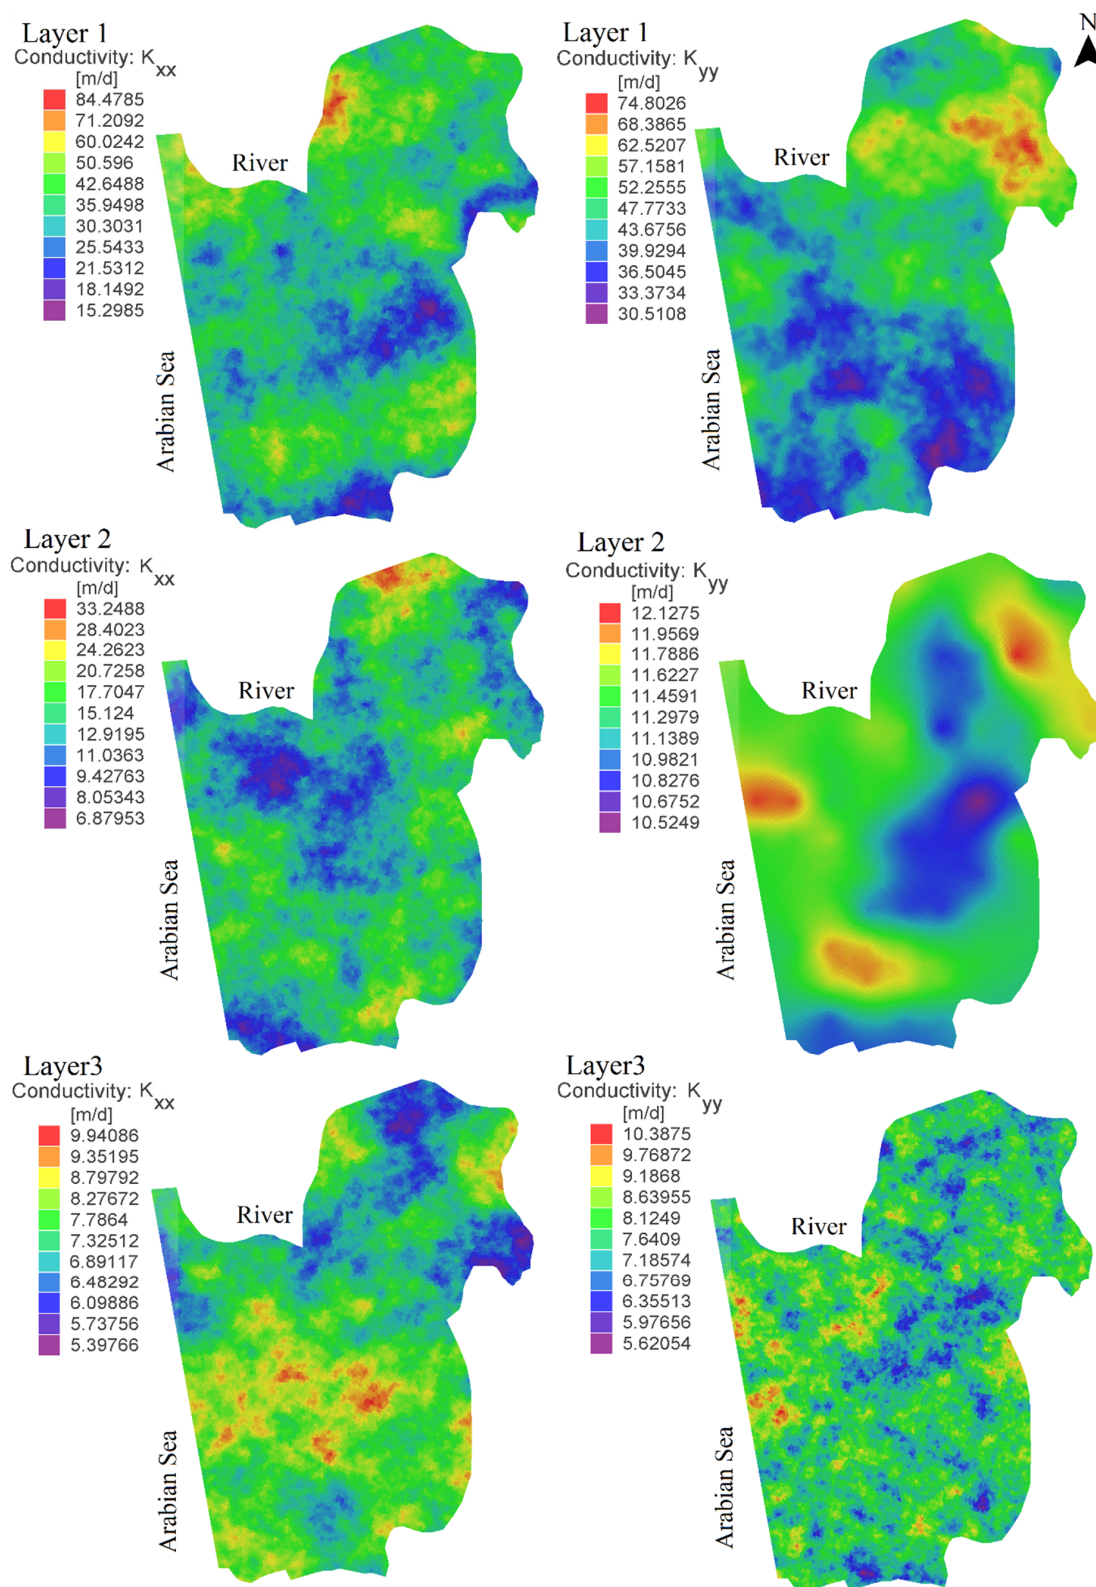 Layer 1
Conductivity: Kxx
[m/d]
84.4785
71.2092
60.0242
50.596
42.6488
35.9498
30.3031
25.5433
21.5312
18.1492
15.2985
River
Arabian Sea
Layer 1
Conductivity: Kyy
[m/d]
74.8026
68.3865
62.5207
57.1581
52.2555
47.7733
43.6756
39.9294
36.5045
33.3734
30.5108
River
Arabian Sea
N
Layer 2
Conductivity: Kxx
[m/d]
33.2488
28.4023
24.2623
20.7258
17.7047
15.124
12.9195
11.0363
9.42763
8.05343
6.87953
River
Arabian Sea
Layer 2
Conductivity: Kyy
[m/d]
12.1275
11.9569
11.7886
11.6227
11.4591
11.2979
11.1389
10.9821
10.8276
10.6752
10.5249
River
Arabian Sea
Layer3
Conductivity: Kxx
[m/d]
9.94086
9.35195
8.79792
8.27672
7.7864
7.32512
6.89117
6.48292
6.09886
5.73756
5.39766
River
Arabian Sea
Layer3
Conductivity: Kyy
[m/d]
10.3875
9.76872
9.1868
8.63955
8.1249
7.6409
7.18574
6.75769
6.35513
5.97656
5.62054
River
Arabian Sea